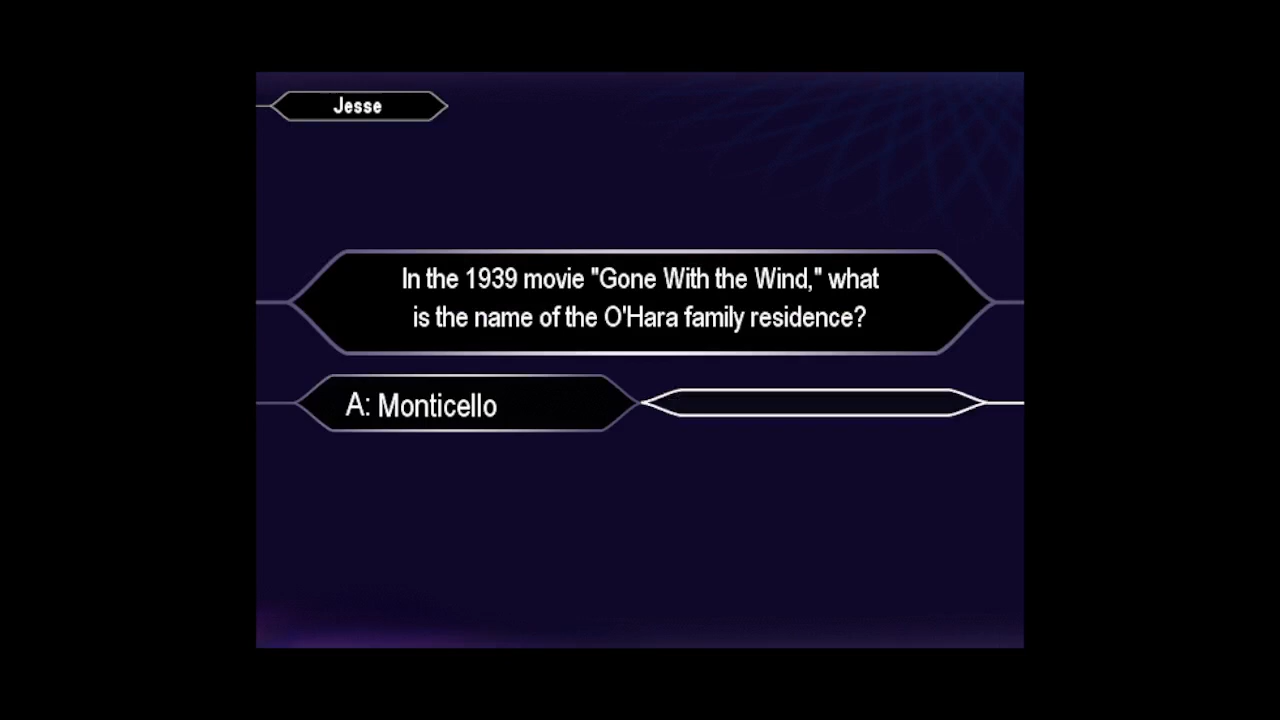 Jesse
In the 1939 movie "Gone With the Wind," what
is the name of the O'Hara family residence?
A: Monticello